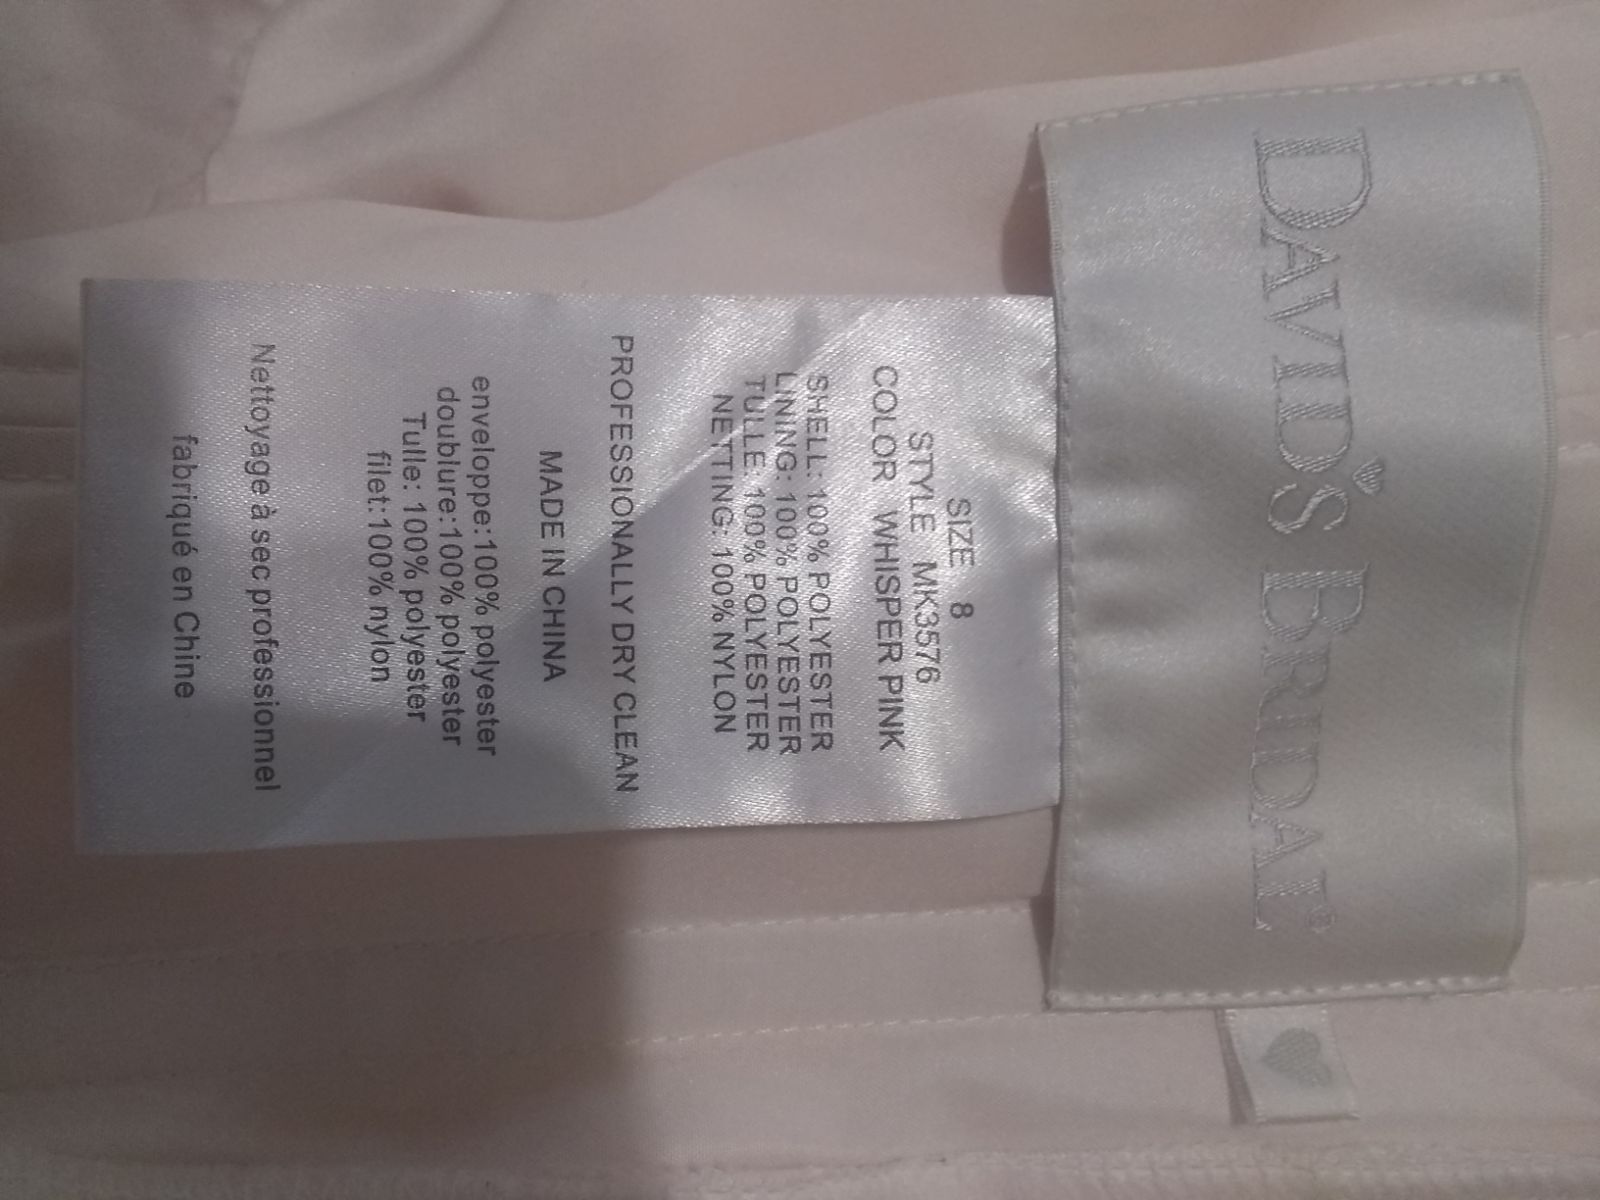 DAVID'S BRIDAL®
SIZE 8
STYLE MK3576
COLOR WHISPER PINK
SHELL: 100% POLYESTER
LINING: 100% POLYESTER
TULLE: 100% POLYESTER
NETTING: 100% NYLON
PROFESSIONALLY DRY CLEAN
MADE IN CHINA
enveloppe:100% polyester
doublure:100% polyester
Tulle: 100% polyester
filet:100% nylon
Nettoyage à sec professionnel
fabriqué en Chine